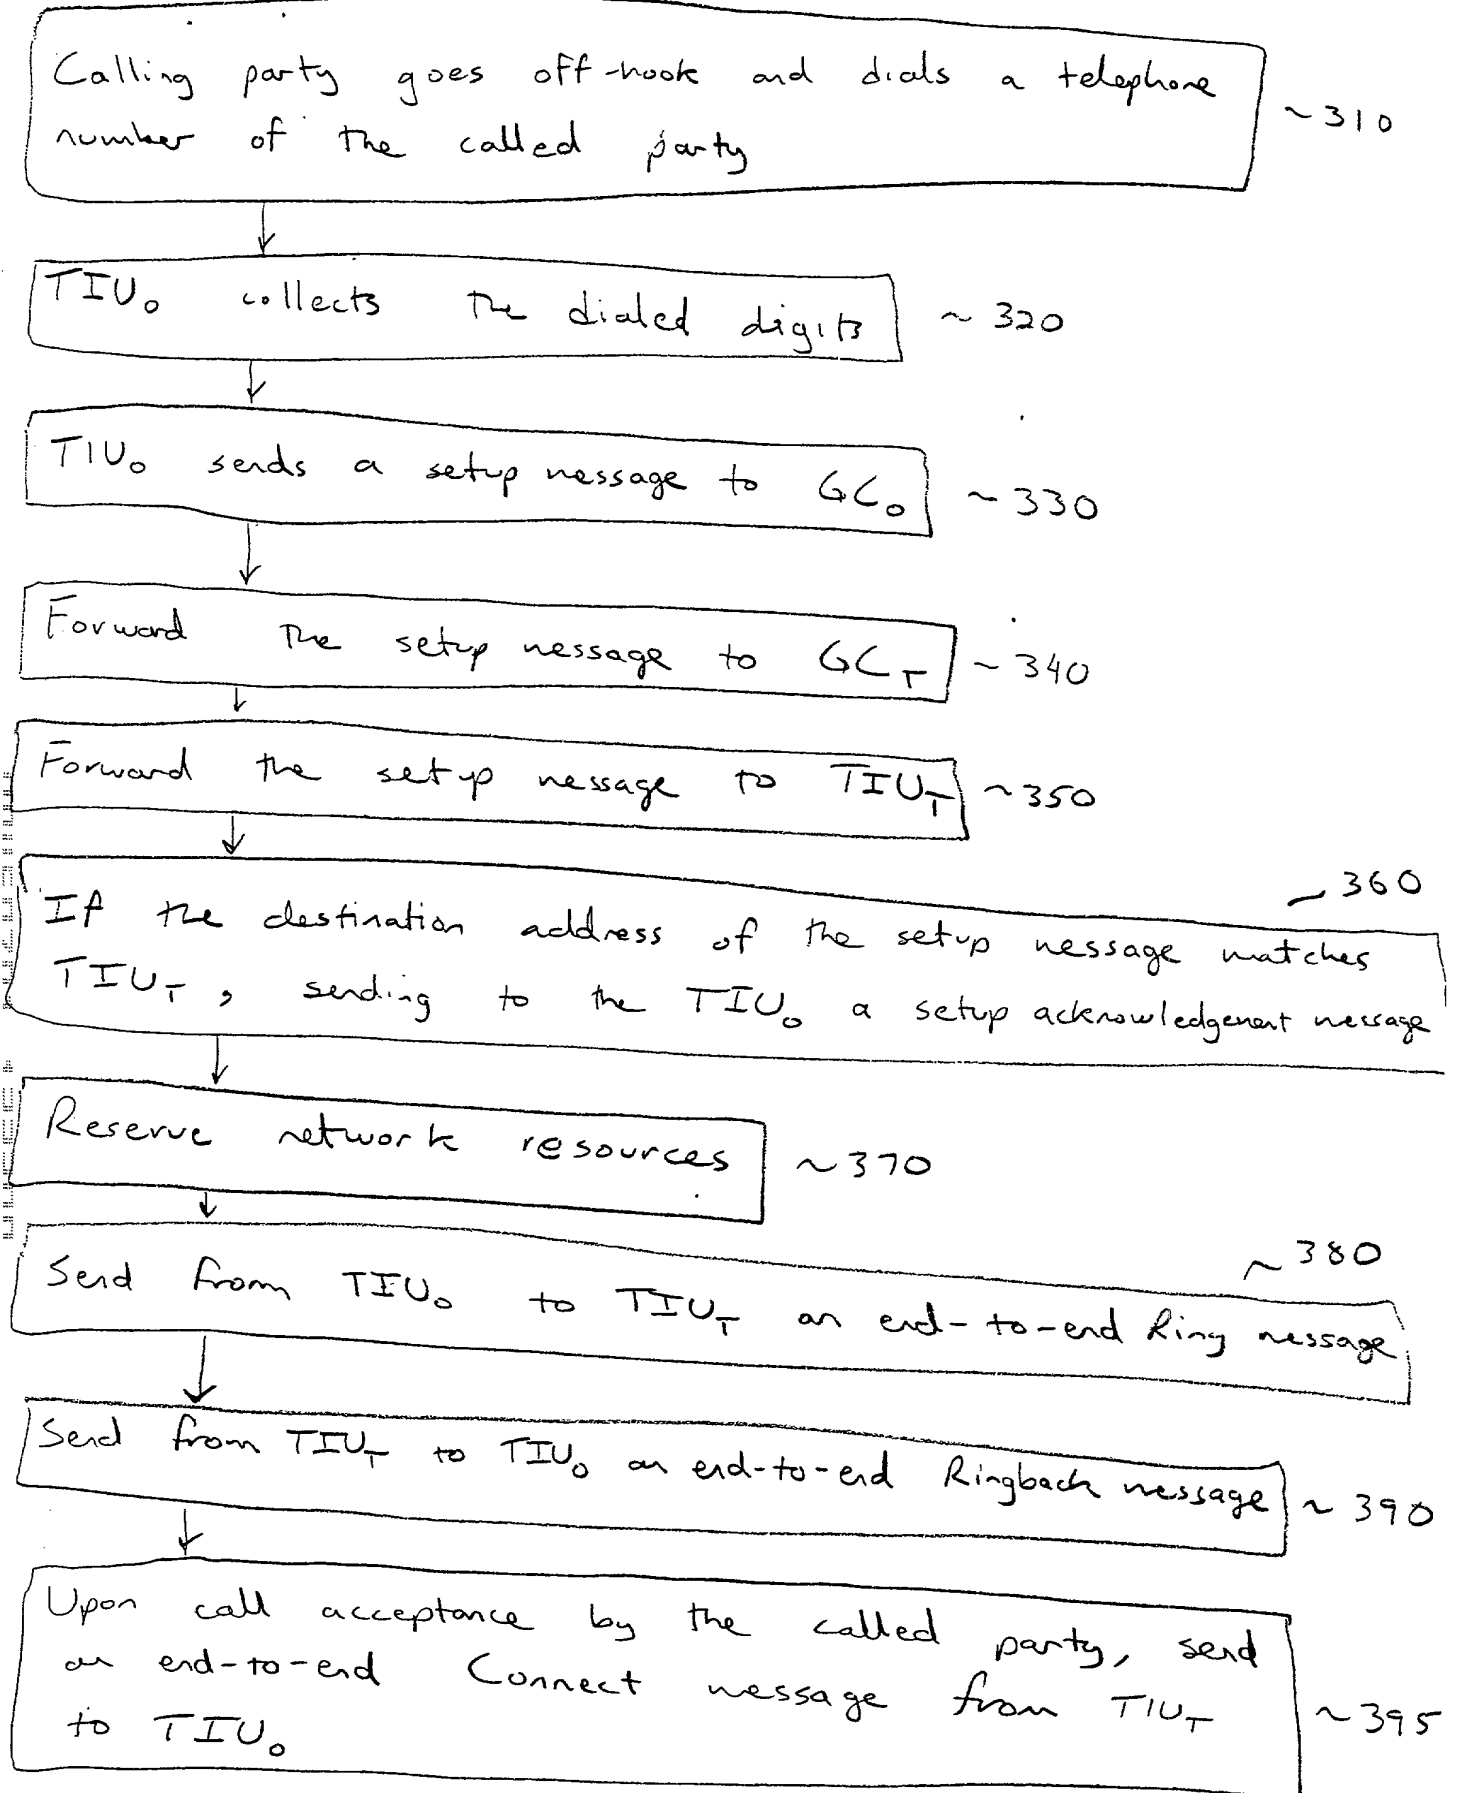 Calling party goes off-hook and dials a telephone
number of the called party
~310
TIUo collects the dialed digits ~ 320
TIUo sends a setup message to GCo ~ 330
Forward the setup message to GCT ~ 340
Forward the setup message to TIUT ~ 350
~ 360
If the destination address of the setup message matches
TIUT, sending to the TIUo a setup acknowledgement message
Reserve network resources ~ 370
~ 380
Send from TIUo to TIUT an end-to-end Ring message
Send from TIUT to TIUo an end-to-end Ringback message ~ 390
Upon call acceptance by the called party, send
an end-to-end Connect message from TIUT
to TIUo
~ 395